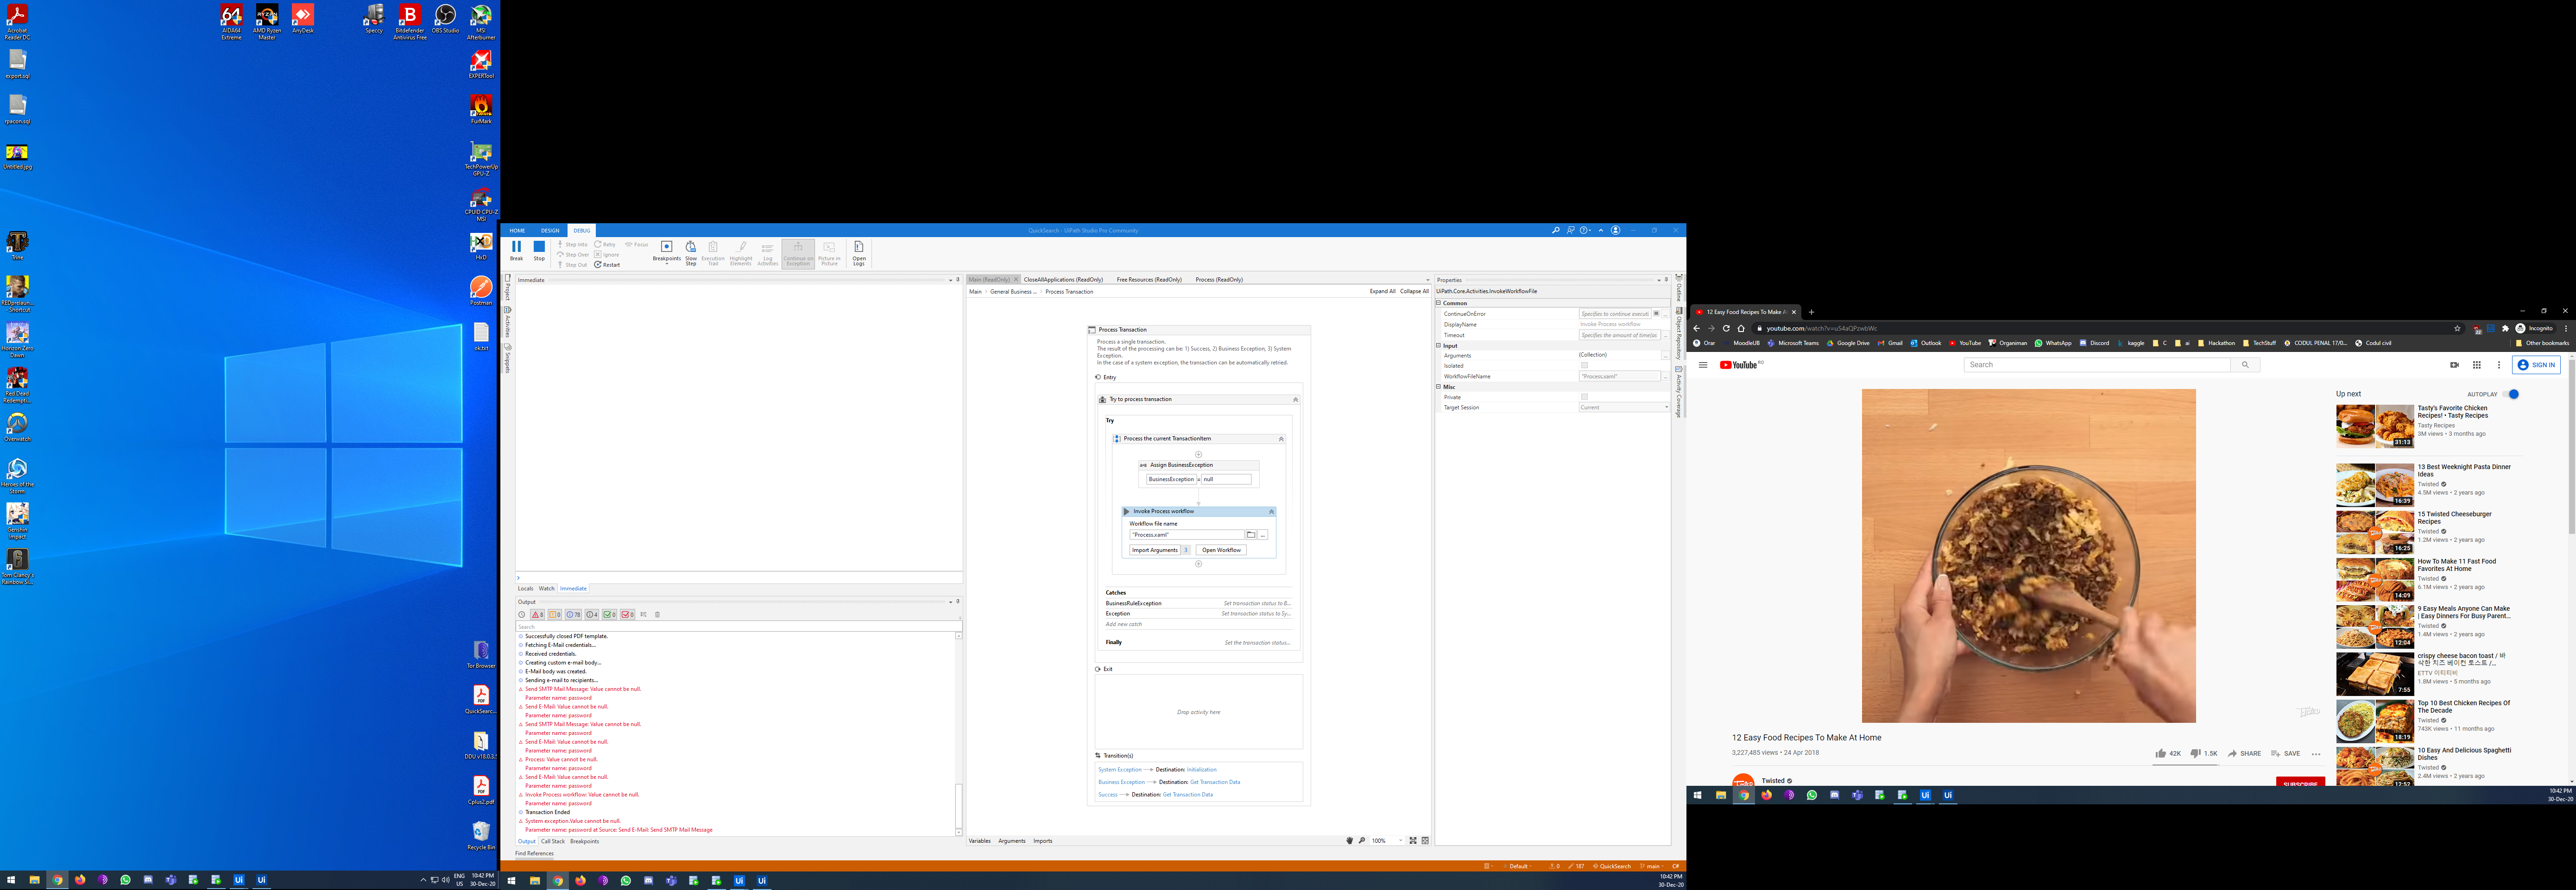 Acrobat
Reader DC
export.sql
rpacon.sql
Untitled.jpg
Trine
REDprelaun...
- Shortcut
Horizon Zero
Dawn
Red Dead
Redempti...
Overwatch
Heroes of the
Storm
Genshin
Impact
Tom Clancy's
Rainbow Si...
AIDA64
Extreme
AMD Ryzen
Master
AnyDesk
Speccy
Bitdefender
Antivirus Free
OBS Studio
MSI
Afterburner
EXPERTool
FurMark
TechPowerUp
GPU-Z
CPUID CPU-Z
MSI
HxD
Postman
ok.txt
Tor Browser
QuickSearc...
DDU v18.0.3.5
Cplus2.pdf
Recycle Bin
ENG
US
10:42 PM
30-Dec-20
HOME DESIGN DEBUG
QuickSearch - UiPath Studio Pro Community
Break
Stop
Step Into
Step Over
Step Out
Retry
Ignore
Restart
Focus
Breakpoints
Slow
Step
Execution
Trail
Highlight
Elements
Log
Activities
Continue on
Exception
Picture in
Picture
Open
Logs
Project
Activities
Snippets
Immediate
Locals Watch Immediate
Output
8 0 78 4 0 0
Search
Successfully closed PDF template.
Fetching E-Mail credentials...
Received credentials.
Creating custom e-mail body...
E-Mail body was created.
Sending e-mail to recipients...
Send SMTP Mail Message: Value cannot be null.
Parameter name: password
Send E-Mail: Value cannot be null.
Parameter name: password
Send SMTP Mail Message: Value cannot be null.
Parameter name: password
Send E-Mail: Value cannot be null.
Parameter name: password
Process: Value cannot be null.
Parameter name: password
Send E-Mail: Value cannot be null.
Parameter name: password
Invoke Process workflow: Value cannot be null.
Parameter name: password
Transaction Ended
System exception.Value cannot be null.
Parameter name: password at Source: Send E-Mail: Send SMTP Mail Message
Output Call Stack Breakpoints
Find References
Main (ReadOnly) CloseAllApplications (ReadOnly) Free Resources (ReadOnly) Process (ReadOnly)
Main > General Business ... > Process Transaction
Expand All Collapse All
Process Transaction
Process a single transaction.
The result of the processing can be: 1) Success, 2) Business Exception, 3) System
Exception.
In the case of a system exception, the transaction can be automatically retried.
Entry
Try to process transaction
Try
Process the current TransactionItem
Assign BusinessException
BusinessException = null
Invoke Process workflow
Workflow file name
"Process.xaml"
...
Import Arguments 3 Open Workflow
Catches
BusinessRuleException Set transaction status to B...
Exception Set transaction status to Sy...
Add new catch
Finally Set the transaction status...
Exit
Drop activity here
Transition(s)
System Exception Destination: Initialization
Business Exception Destination: Get Transaction Data
Success Destination: Get Transaction Data
Variables Arguments Imports
100%
Properties
UiPath.Core.Activities.InvokeWorkflowFile
Common
ContinueOnError Specifies to continue executi
DisplayName Invoke Process workflow
Timeout Specifies the amount of time(as
Input
Arguments (Collection)
Isolated
WorkflowFileName "Process.xaml"
Misc
Private
Target Session Current
Outline
Object Repository
Activity Coverage
Default 0 187 QuickSearch main C#
10:42 PM
30-Dec-20
12 Easy Food Recipes To Make A
youtube.com/watch?v=uS4aQPzwbWc
22
Incognito
Orar MoodleUB Microsoft Teams Google Drive Gmail Outlook YouTube Organiman WhatsApp Discord kaggle C ai Hackathon TechStuff CODUL PENAL 17/0... Codul civil Other bookmarks
YouTube RO
Search
SIGN IN
12 Easy Food Recipes To Make At Home
3,227,485 views • 24 Apr 2018
42K 1.5K SHARE SAVE
Twisted
SUBSCRIBE
Up next AUTOPLAY
Tasty's Favorite Chicken
Recipes! • Tasty Recipes
Tasty Recipes
3M views • 3 months ago
31:13
13 Best Weeknight Pasta Dinner
Ideas
Twisted
4.5M views • 2 years ago
16:39
15 Twisted Cheeseburger
Recipes
Twisted
1.2M views • 2 years ago
16:25
How To Make 11 Fast Food
Favorites At Home
Twisted
6.1M views • 2 years ago
14:09
9 Easy Meals Anyone Can Make
| Easy Dinners For Busy Parent...
Twisted
1.4M views • 2 years ago
12:04
crispy cheese bacon toast / 바
삭한 치즈 베이컨 토스트 /...
ETTV 이티티비
1.8M views • 5 months ago
7:55
Top 10 Best Chicken Recipes Of
The Decade
Twisted
743K views • 11 months ago
18:19
10 Easy And Delicious Spaghetti
Dishes
Twisted
2.4M views • 2 years ago
12:52
10:42 PM
30-Dec-20